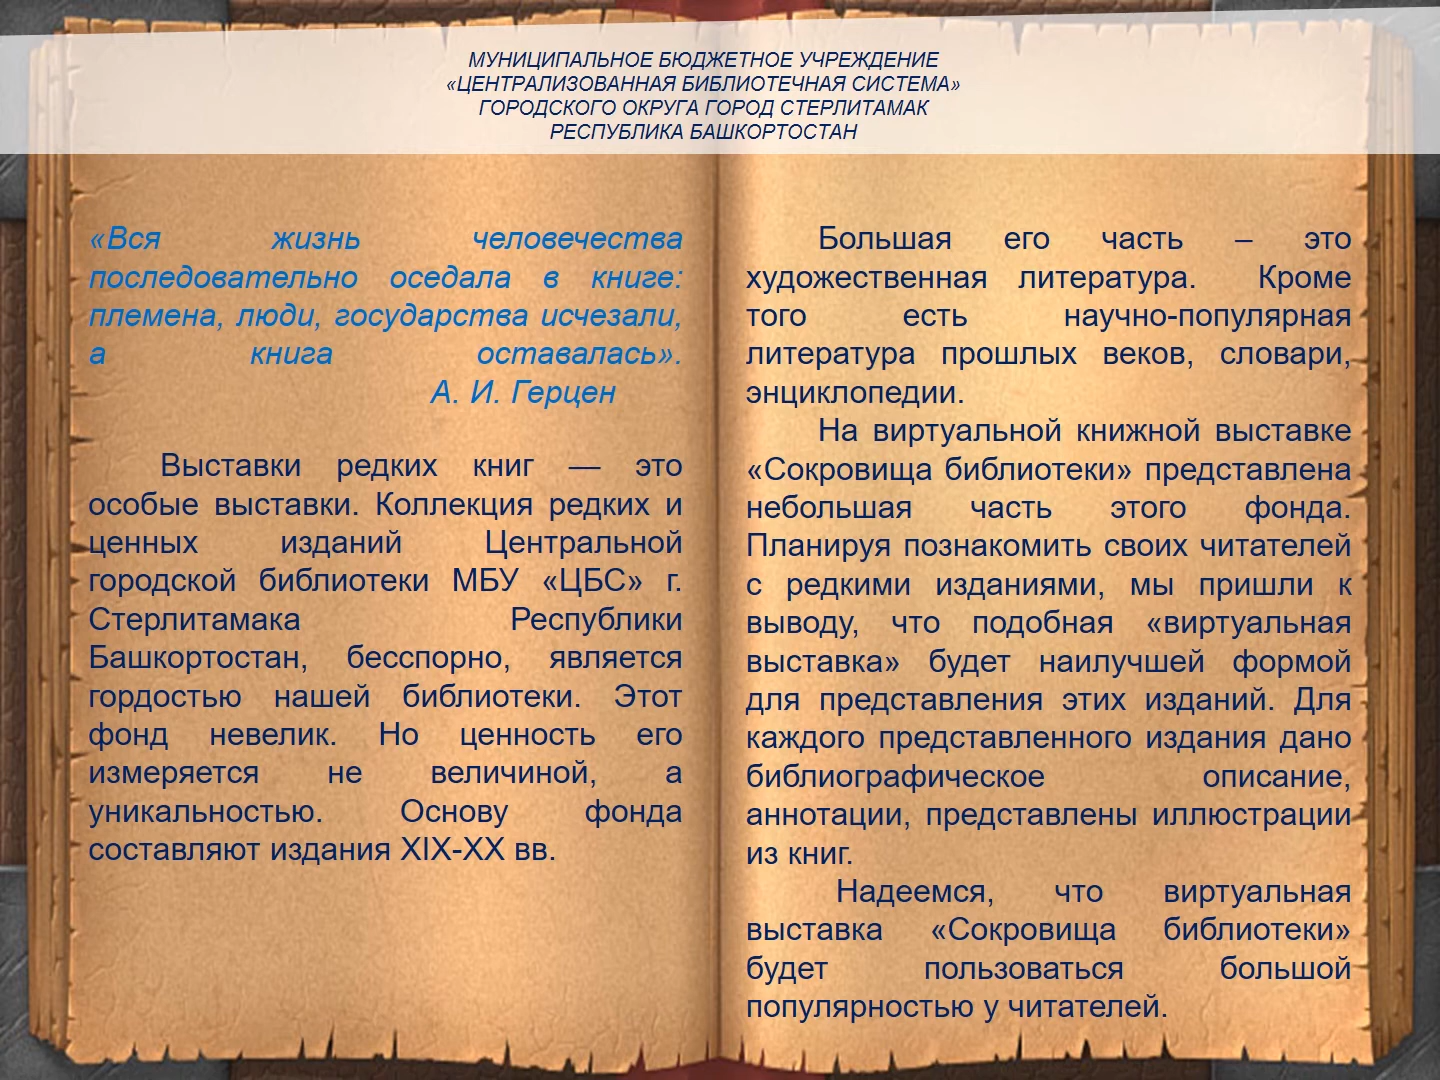 МУНИЦИПАЛЬНОЕ БЮДЖЕТНОЕ УЧРЕЖДЕНИЕ
«ЦЕНТРАЛИЗОВАННАЯ БИБЛИОТЕЧНАЯ СИСТЕМА»
ГОРОДСКОГО ОКРУГА ГОРОД СТЕРЛИТАМАК
РЕСПУБЛИКА БАШКОРТОСТАН
«Вся жизнь человечества
последовательно оседала в книге:
племена, люди, государства исчезали,
а книга оставалась».
А. И. Герцен
Выставки редких книг — это
особые выставки. Коллекция редких и
ценных изданий Центральной
городской библиотеки МБУ «ЦБС» г.
Стерлитамака Республики
Башкортостан, бесспорно, является
гордостью нашей библиотеки. Этот
фонд невелик. Но ценность его
измеряется не величиной, а
уникальностью. Основу фонда
составляют издания XIX-XX вв.
Большая его часть – это
художественная литература. Кроме
того есть научно-популярная
литература прошлых веков, словари,
энциклопедии.
На виртуальной книжной выставке
«Сокровища библиотеки» представлена
небольшая часть этого фонда.
Планируя познакомить своих читателей
с редкими изданиями, мы пришли к
выводу, что подобная «виртуальная
выставка» будет наилучшей формой
для представления этих изданий. Для
каждого представленного издания дано
библиографическое описание,
аннотации, представлены иллюстрации
из книг.
Надеемся, что виртуальная
выставка «Сокровища библиотеки»
будет пользоваться большой
популярностью у читателей.